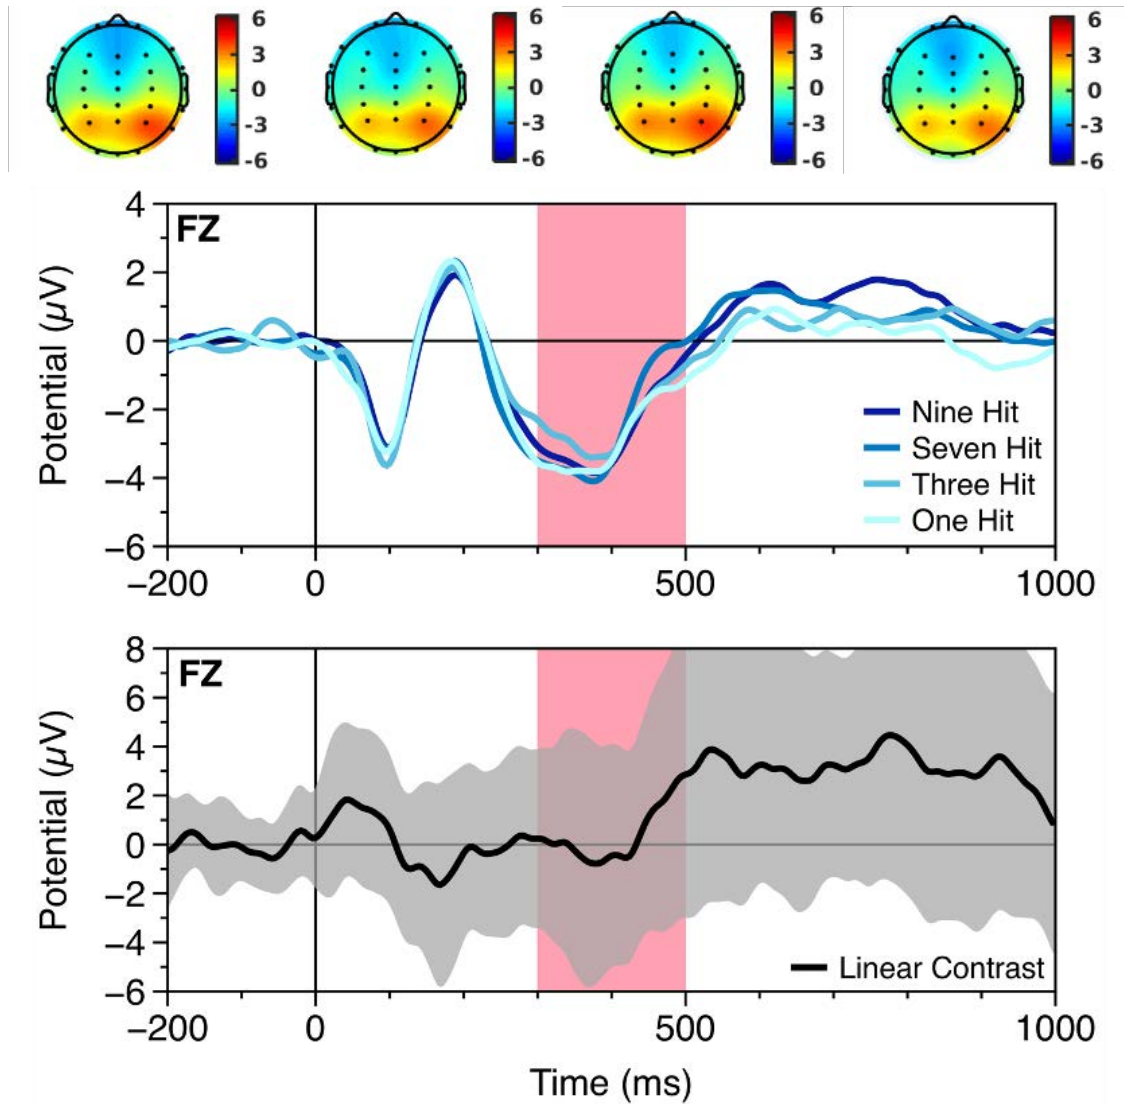 6 6 6 6
3 3 3 3
0 0 0 0
-3 -3 -3 -3
-6 -6 -6 -6
4
FZ
2
0
−2
−4
−6
Potential (µV)
Nine Hit
Seven Hit
Three Hit
One Hit
−200 0 500 1000
8
FZ
6
4
2
0
−2
−4
−6
Potential (µV)
Linear Contrast
−200 0 500 1000
Time (ms)